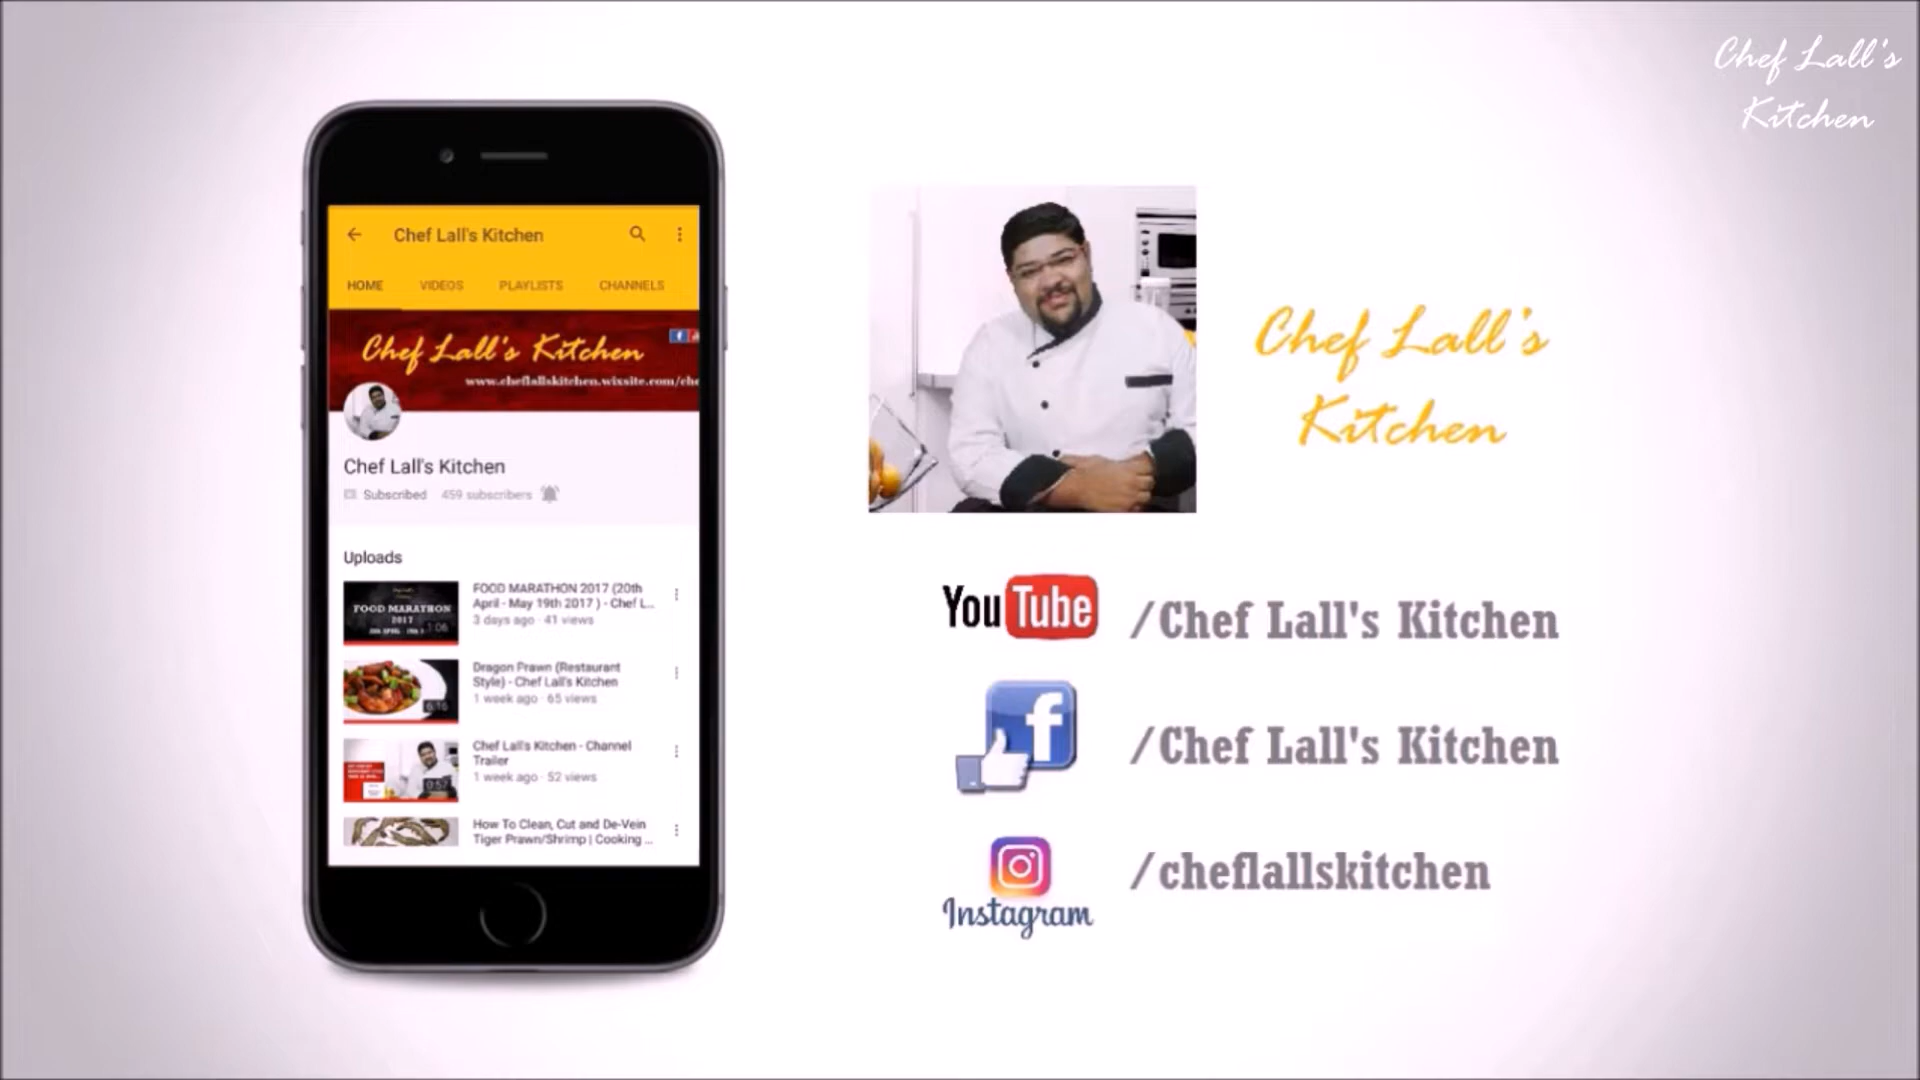 Chef Lall's
Kitchen
Chef Lall's Kitchen
HOME VIDEOS PLAYLISTS CHANNELS
Chef Lall's Kitchen
www.cheflallskitchen.wixsite.com/che
Chef Lall's Kitchen
Subscribed 459 subscribers
Uploads
FOOD MARATHON
2017
1:06
FOOD MARATHON 2017 (20th
April - May 19th 2017 ) - Chef L...
3 days ago · 41 views
6:16
Dragon Prawn (Restaurant
Style) - Chef Lall's Kitchen
1 week ago · 65 views
0:57
Chef Lall's Kitchen - Channel
Trailer
1 week ago · 52 views
How To Clean, Cut and De-Vein
Tiger Prawn/Shrimp | Cooking ...
Chef Lall's
Kitchen
YouTube /Chef Lall's Kitchen
f /Chef Lall's Kitchen
Instagram /cheflallskitchen